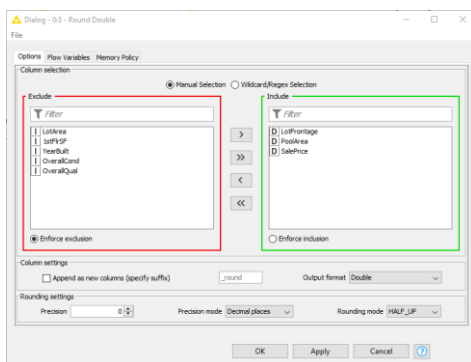 Dialog - 0:3 - Round Double
File
Options Flow Variables Memory Policy
Column selection
Manual Selection Wildcard/Regex Selection
Exclude
Include
Filter
Filter
I LotArea
I 1stFlrSF
I YearBuilt
I OverallCond
I OverallQual
D LotFrontage
D PoolArea
D SalePrice
>
>>
<
<<
Enforce exclusion
Enforce inclusion
Column settings
Append as new columns (specify suffix) _round Output format Double
Rounding settings
Precision 0 Precision mode Decimal places Rounding mode HALF_UP
OK Apply Cancel ?